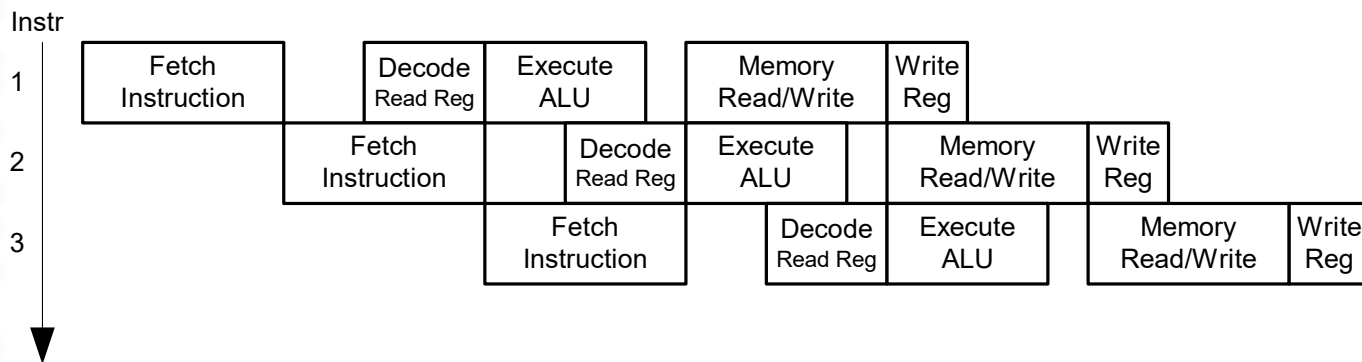 Instr
1
Fetch
Instruction
Decode
Read Reg
Execute
ALU
Memory
Read/Write
Write
Reg
2
Fetch
Instruction
Decode
Read Reg
Execute
ALU
Memory
Read/Write
Write
Reg
3
Fetch
Instruction
Decode
Read Reg
Execute
ALU
Memory
Read/Write
Write
Reg